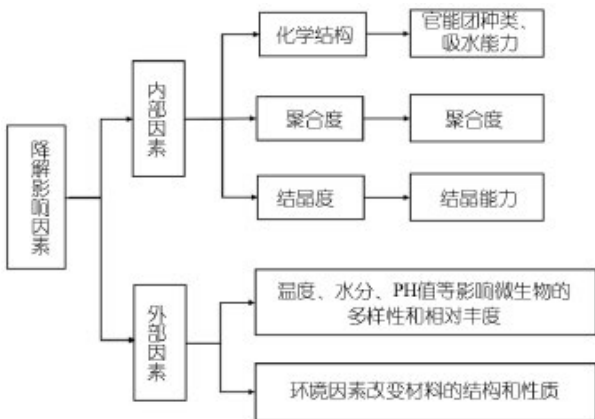 降解影响因素
内部因素
化学结构
官能团种类、
吸水能力
聚合度
聚合度
结晶度
结晶能力
外部因素
温度、水分、PH值等影响微生物的
多样性和相对丰度
环境因素改变材料的结构和性质